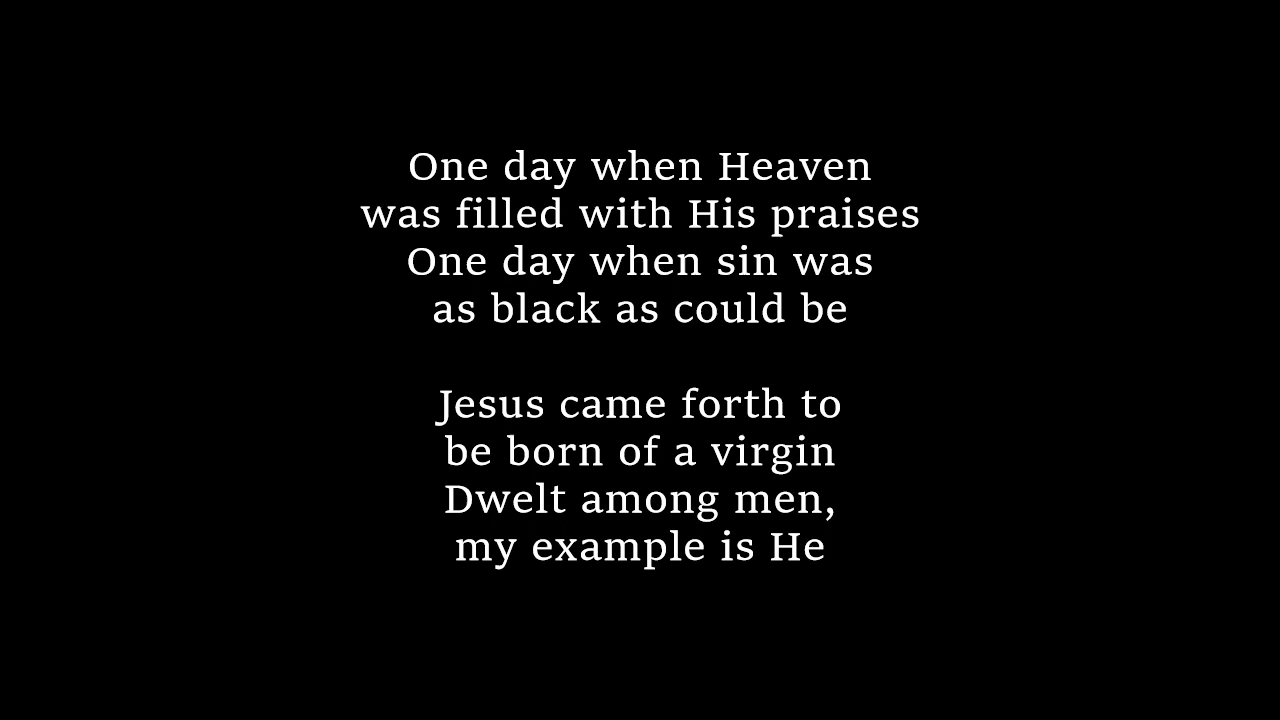 One day when Heaven
was filled with His praises
One day when sin was
as black as could be
Jesus came forth to
be born of a virgin
Dwelt among men,
my example is He